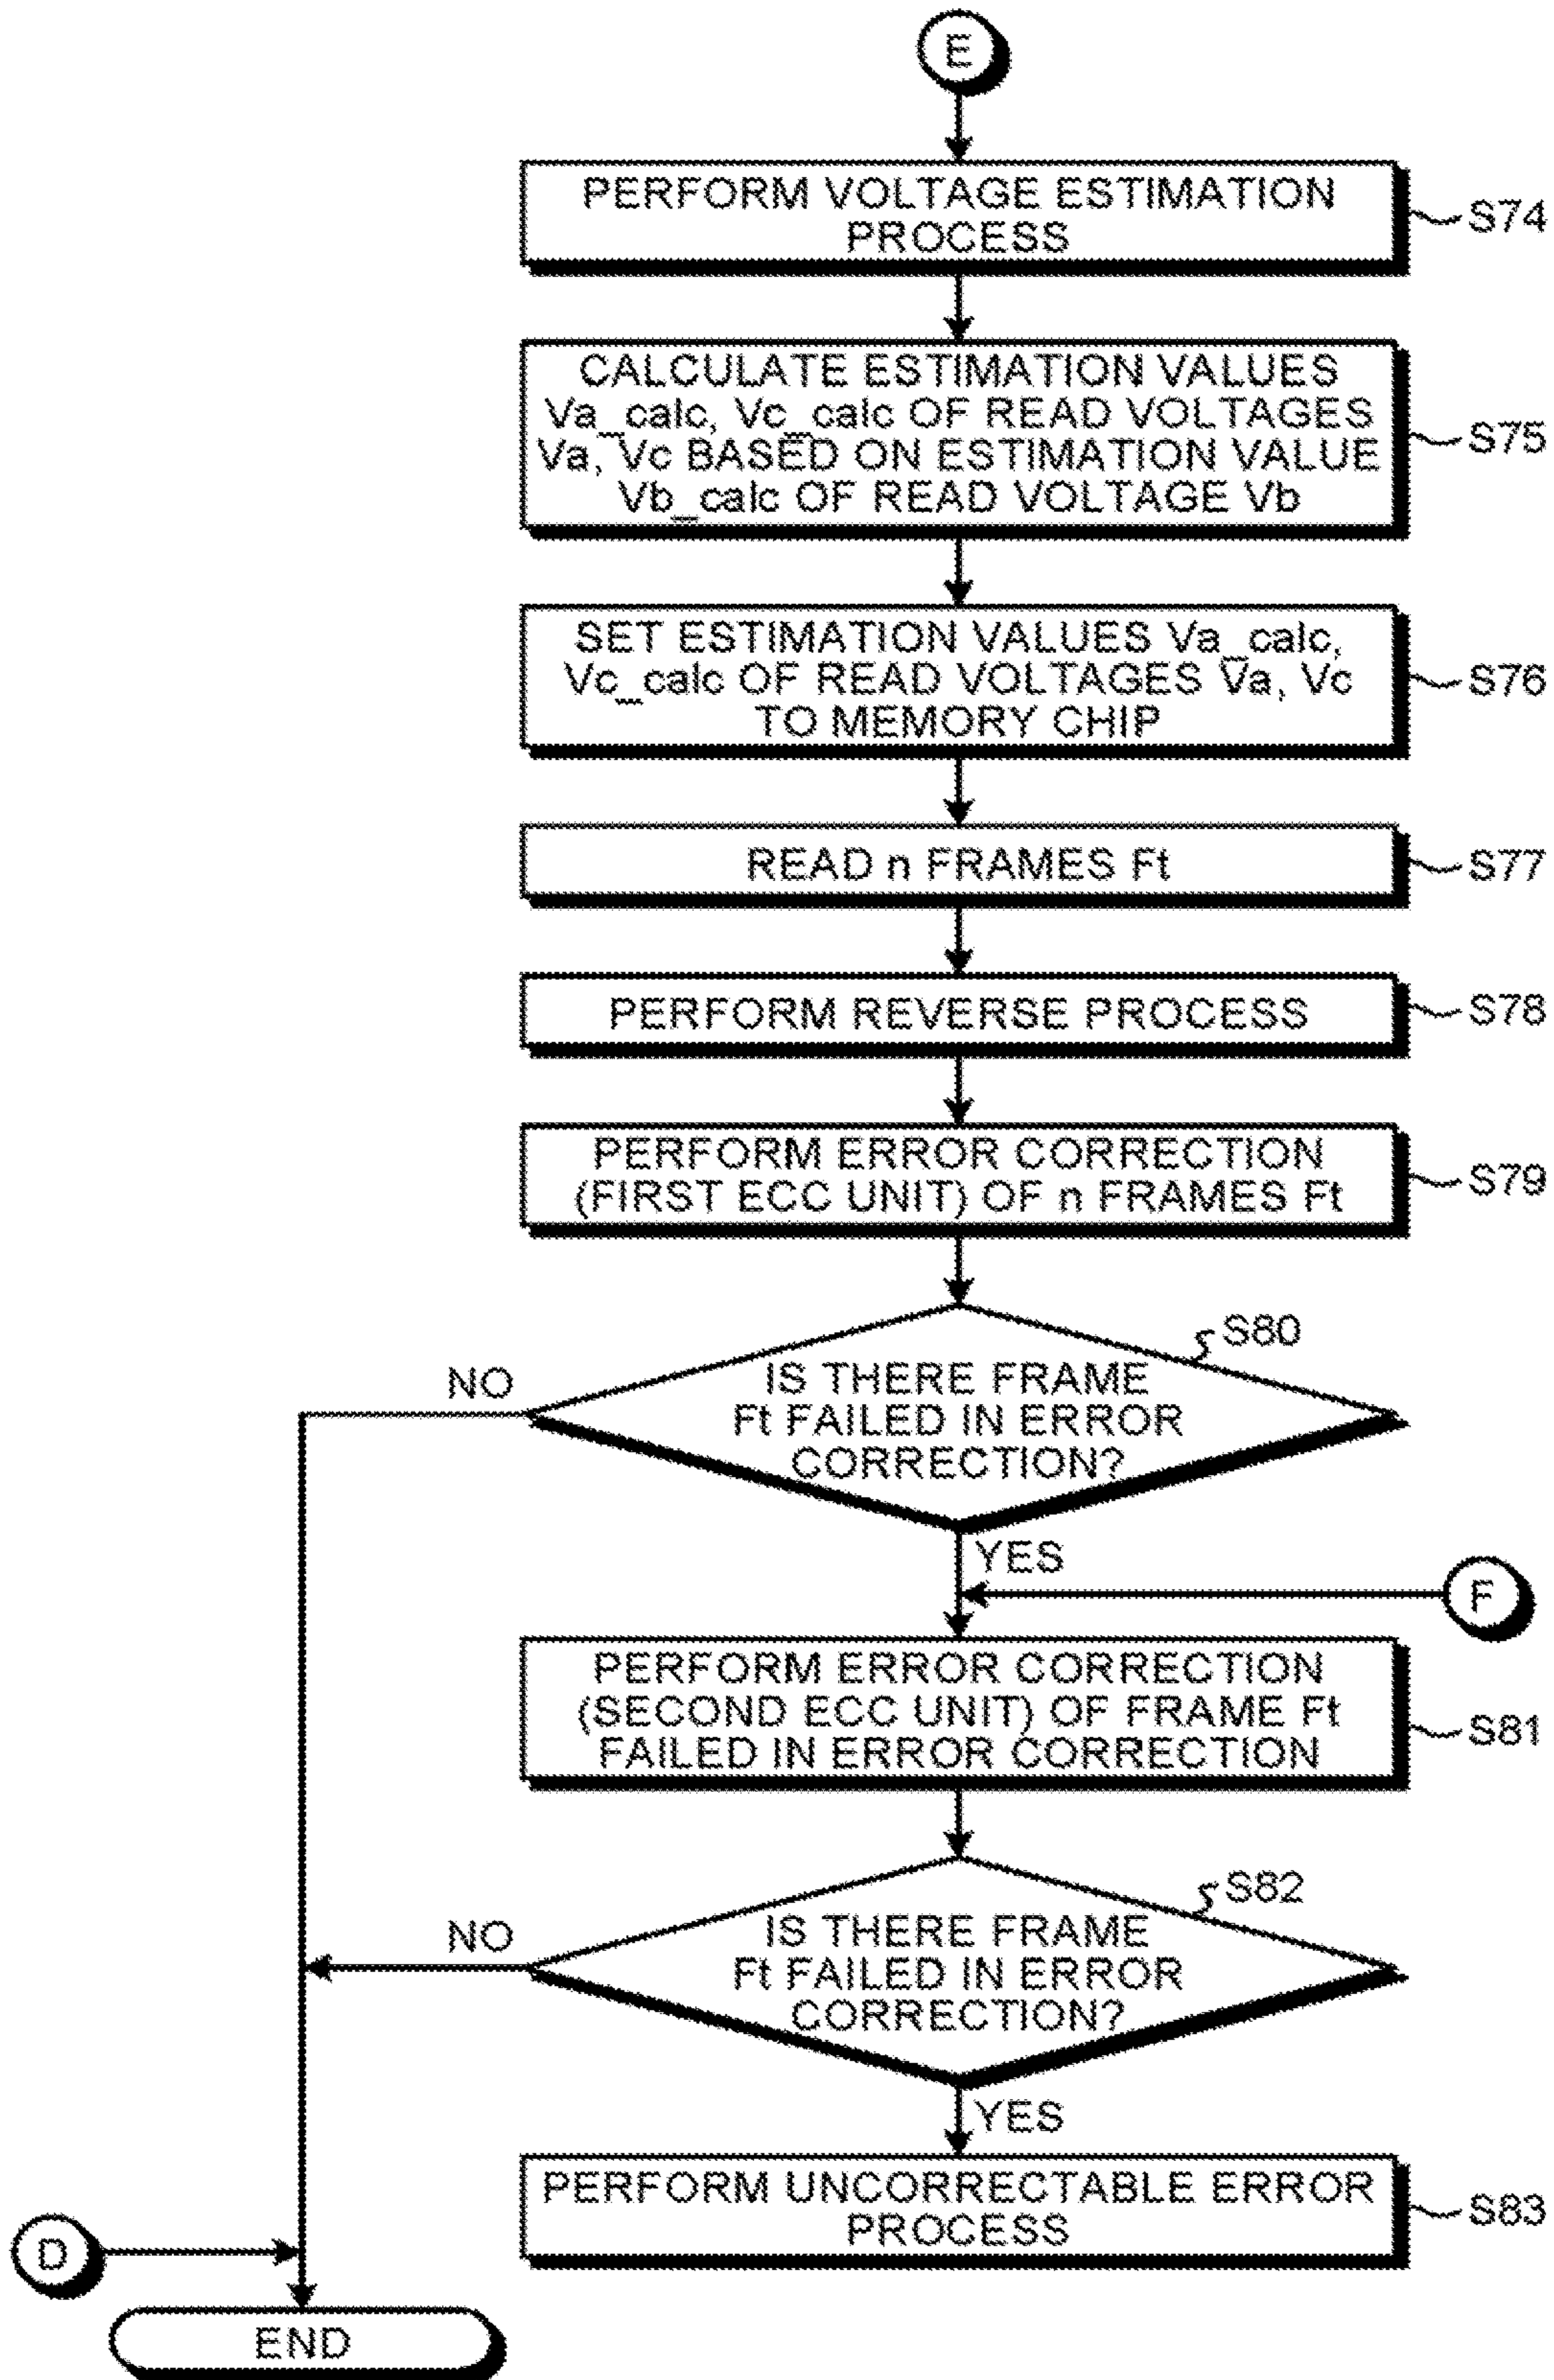 E
PERFORM VOLTAGE ESTIMATION
PROCESS
S74
CALCULATE ESTIMATION VALUES
Va_calc, Vc_calc OF READ VOLTAGES
Va, Vc BASED ON ESTIMATION VALUE
Vb_calc OF READ VOLTAGE Vb
S75
SET ESTIMATION VALUES Va_calc,
Vc_calc OF READ VOLTAGES Va, Vc
TO MEMORY CHIP
S76
READ n FRAMES Ft
S77
PERFORM REVERSE PROCESS
S78
PERFORM ERROR CORRECTION
(FIRST ECC UNIT) OF n FRAMES Ft
S79
S80
NO
IS THERE FRAME
Ft FAILED IN ERROR
CORRECTION?
YES
F
PERFORM ERROR CORRECTION
(SECOND ECC UNIT) OF FRAME Ft
FAILED IN ERROR CORRECTION
S81
S82
NO
IS THERE FRAME
Ft FAILED IN ERROR
CORRECTION?
YES
PERFORM UNCORRECTABLE ERROR
PROCESS
S83
D
END